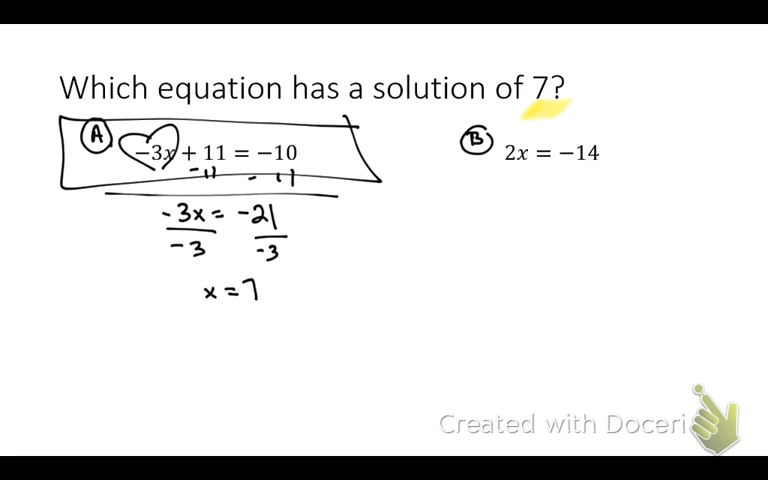 Which equation has a solution of 7?
A −3x + 11 = −10
B 2x = −14
-11 -11
-3x = -21
-3 -3
x = 7
Created with Doceri